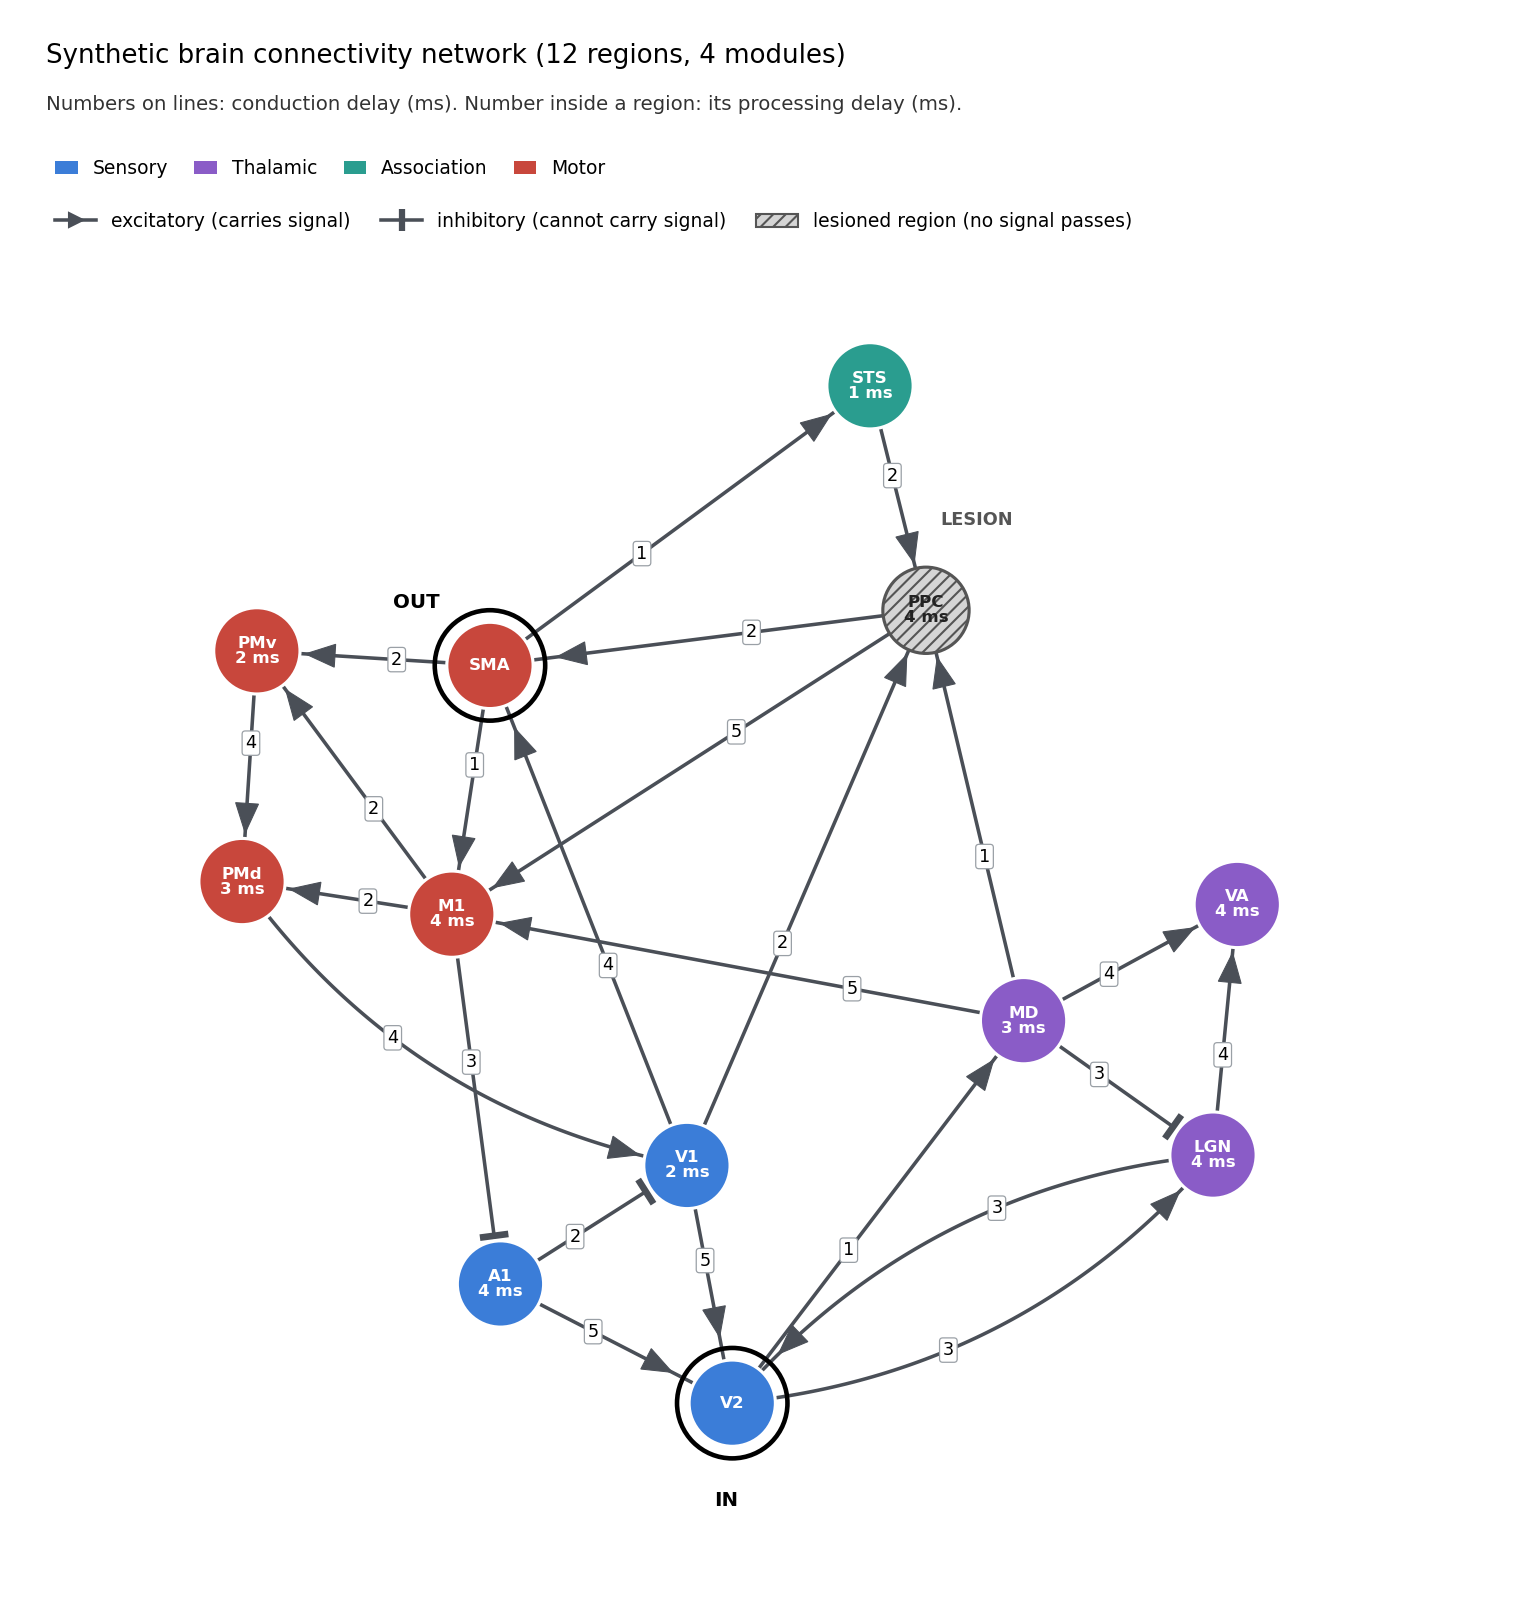 Synthetic brain connectivity network (12 regions, 4 modules)
Numbers on lines: conduction delay (ms). Number inside a region: its processing delay (ms).
Sensory Thalamic Association Motor
excitatory (carries signal) inhibitory (cannot carry signal) lesioned region (no signal passes)
STS
1 ms
2
LESION
1
OUT
PPC
4 ms
2
PMv
2 ms
2
SMA
5
4
1
2
PMd
3 ms
2
M1
4 ms
1
VA
4 ms
2
4
4
5
MD
3 ms
4
4
3
3
V1
2 ms
LGN
4 ms
3
2
1
5
A1
4 ms
5
3
V2
IN